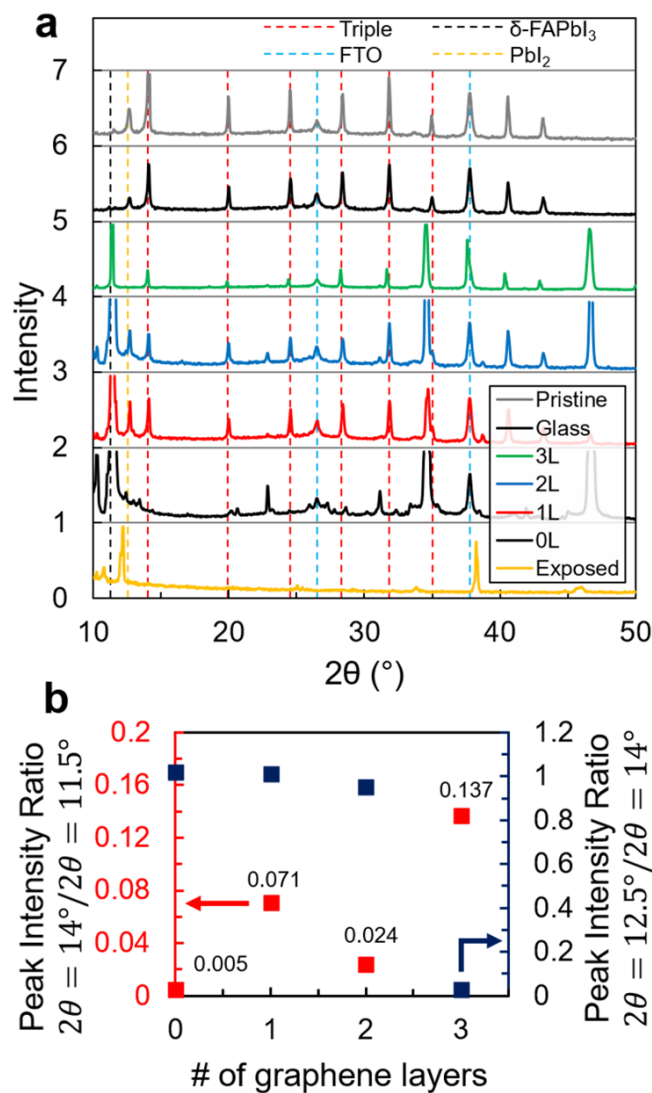 a
Triple
δ-FAPbI₃
FTO
PbI₂
7
6
5
4
3
2
1
0
Intensity
Pristine
Glass
3L
2L
1L
0L
Exposed
10 20 30 40 50
2θ (°)
b
0.2
0.16
0.12
0.08
0.04
0
Peak Intensity Ratio
2θ = 14°/2θ = 11.5°
0.005
0.071
0.024
0.137
1.2
1
0.8
0.6
0.4
0.2
0
Peak Intensity Ratio
2θ = 12.5°/2θ = 14°
0 1 2 3
# of graphene layers